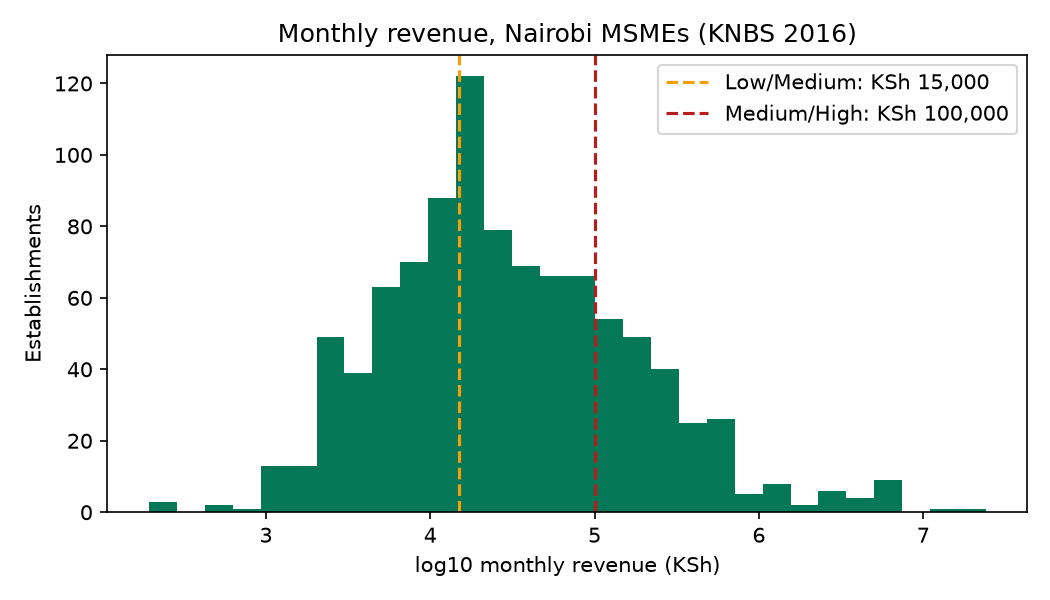 Monthly revenue, Nairobi MSMEs (KNBS 2016)
Low/Medium: KSh 15,000
Medium/High: KSh 100,000
Establishments
120
100
80
60
40
20
0
3 4 5 6 7
log10 monthly revenue (KSh)